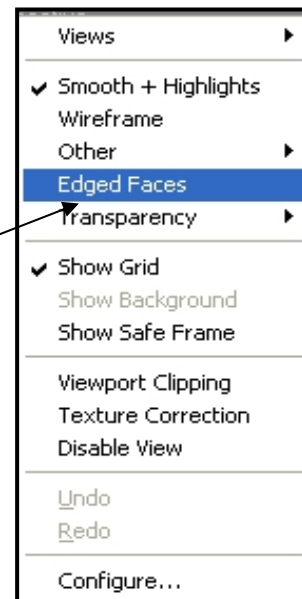 Views
Smooth + Highlights
Wireframe
Other
Edged Faces
Transparency
Show Grid
Show Background
Show Safe Frame
Viewport Clipping
Texture Correction
Disable View
Undo
Redo
Configure...